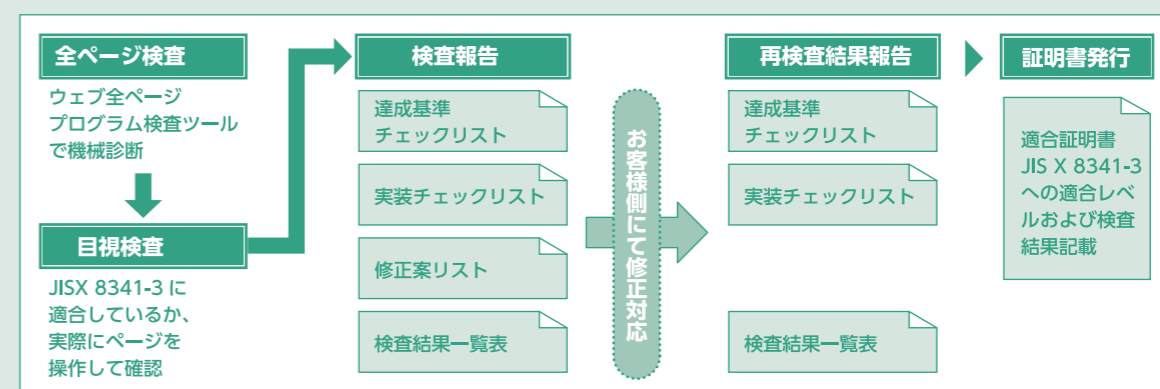 全ページ検査
ウェブ全ページ
プログラム検査ツール
で機械診断
目視検査
JISX 8341-3 に
適合しているか、
実際にページを
操作して確認
検査報告
達成基準
チェックリスト
実装チェックリスト
修正案リスト
検査結果一覧表
お客様側にて修正対応
再検査結果報告
達成基準
チェックリスト
実装チェックリスト
検査結果一覧表
証明書発行
適合証明書
JIS X 8341-3
への適合レベ
ルおよび検査
結果記載